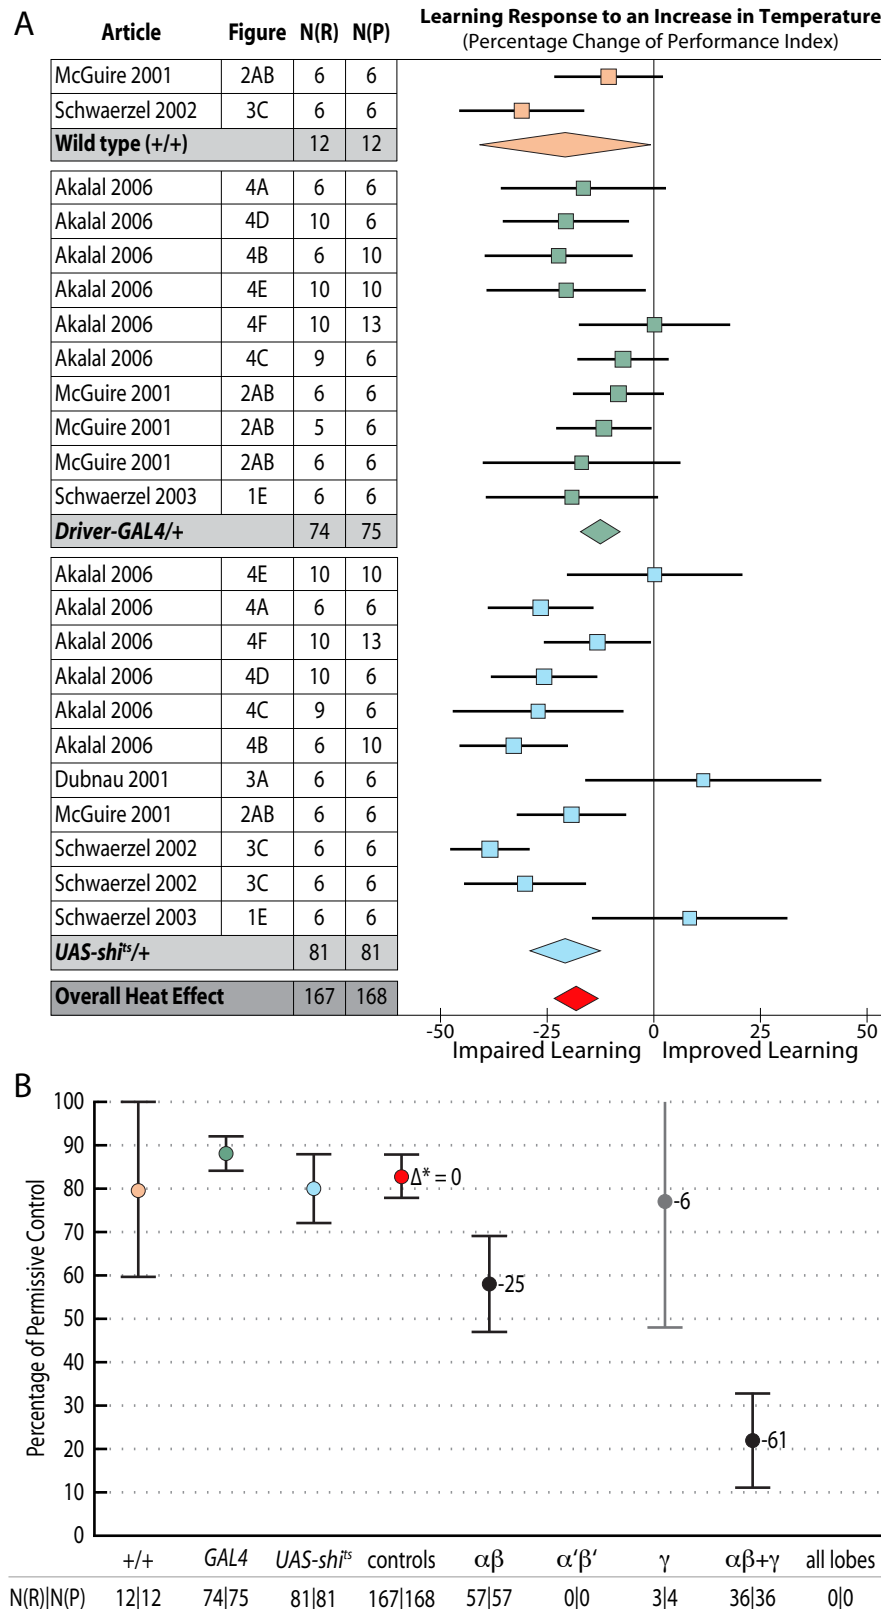 A
Learning Response to an Increase in Temperature
Article Figure N(R) N(P) (Percentage Change of Performance Index)
McGuire 2001 2AB 6 6
Schwaerzel 2002 3C 6 6
Wild type (+/+) 12 12
Akalal 2006 4A 6 6
Akalal 2006 4D 10 6
Akalal 2006 4B 6 10
Akalal 2006 4E 10 10
Akalal 2006 4F 10 13
Akalal 2006 4C 9 6
McGuire 2001 2AB 6 6
McGuire 2001 2AB 5 6
McGuire 2001 2AB 6 6
Schwaerzel 2003 1E 6 6
Driver-GAL4/+ 74 75
Akalal 2006 4E 10 10
Akalal 2006 4A 6 6
Akalal 2006 4F 10 13
Akalal 2006 4D 10 6
Akalal 2006 4C 9 6
Akalal 2006 4B 6 10
Dubnau 2001 3A 6 6
McGuire 2001 2AB 6 6
Schwaerzel 2002 3C 6 6
Schwaerzel 2002 3C 6 6
Schwaerzel 2003 1E 6 6
UAS-shits/+ 81 81
Overall Heat Effect 167 168
-50 -25 0 25 50
Impaired Learning Improved Learning
B
Percentage of Permissive Control
100
90
80
70
60
50
40
30
20
10
0
Δ* = 0
-25
-6
-61
+/+ GAL4 UAS-shits controls αβ α'β' γ αβ+γ all lobes
N(R)|N(P) 12|12 74|75 81|81 167|168 57|57 0|0 3|4 36|36 0|0